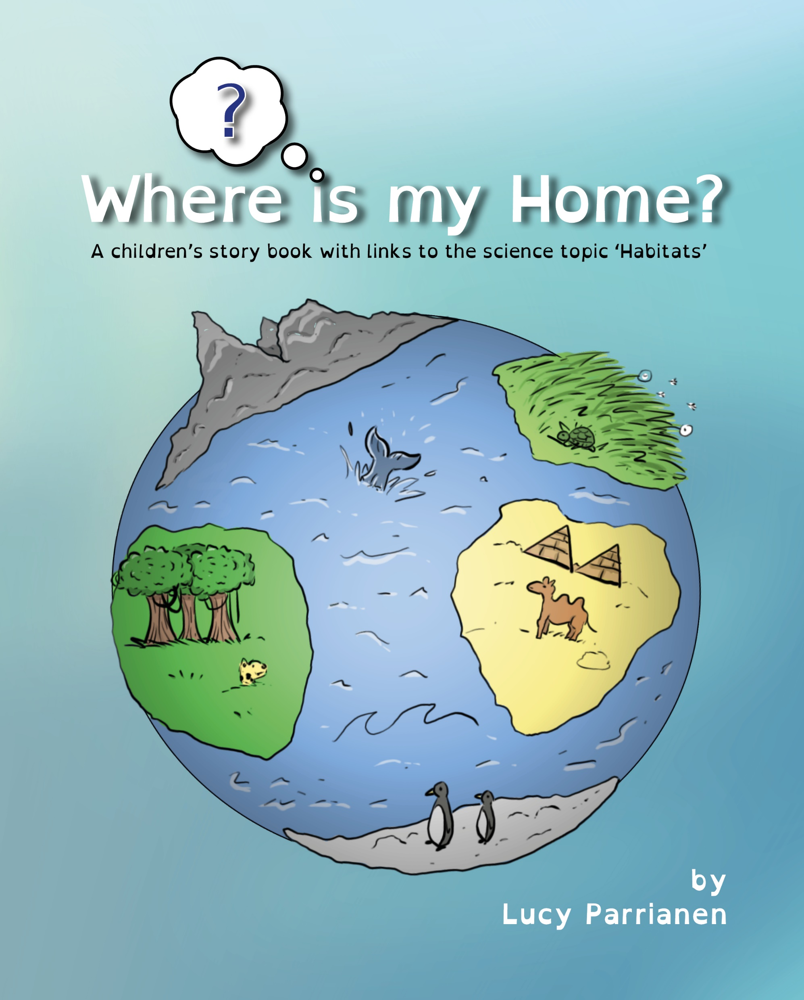 ?
Where is my Home?
A children’s story book with links to the science topic ‘Habitats’
by
Lucy Parrianen